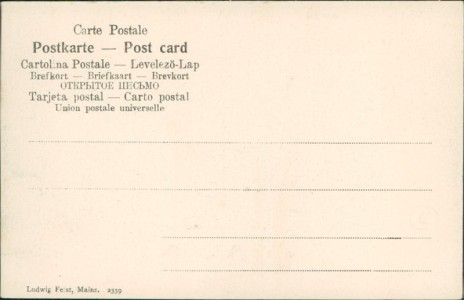 Carte Postale
Postkarte — Post card
Cartolina Postale — Levelező-Lap
Brefkort — Briefkaart — Brevkort
ОТКРЫТОЕ ПИСЬМО
Tarjeta postal — Carto postal
Union postale universelle
Ludwig Feist, Mainz. 2339